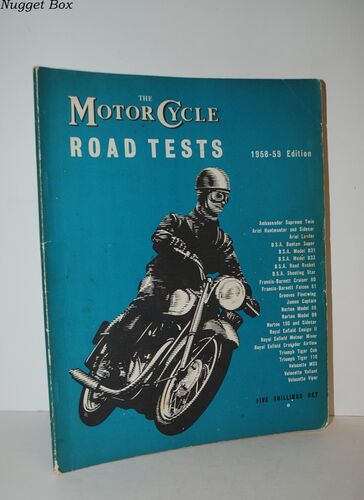 Nugget Box
THE
MOTOR CYCLE
ROAD TESTS
1958-59 Edition
Ambassador Supreme Twin
Ariel Huntmaster and Sidecar
Ariel Leader
B.S.A. Bantam Super
B.S.A. Model B31
B.S.A. Model B33
B.S.A. Road Rocket
B.S.A. Shooting Star
Francis-Barnett Cruiser 80
Francis-Barnett Falcon 81
Greeves Fleetwing
James Captain
Norton Model 50
Norton Model 99
Norton 19S and Sidecar
Royal Enfield Ensign II
Royal Enfield Meteor Minor
Royal Enfield Crusader Airflow
Triumph Tiger Cub
Triumph Tiger 110
Velocette MSS
Velocette Valiant
Velocette Viper
FIVE SHILLINGS NET